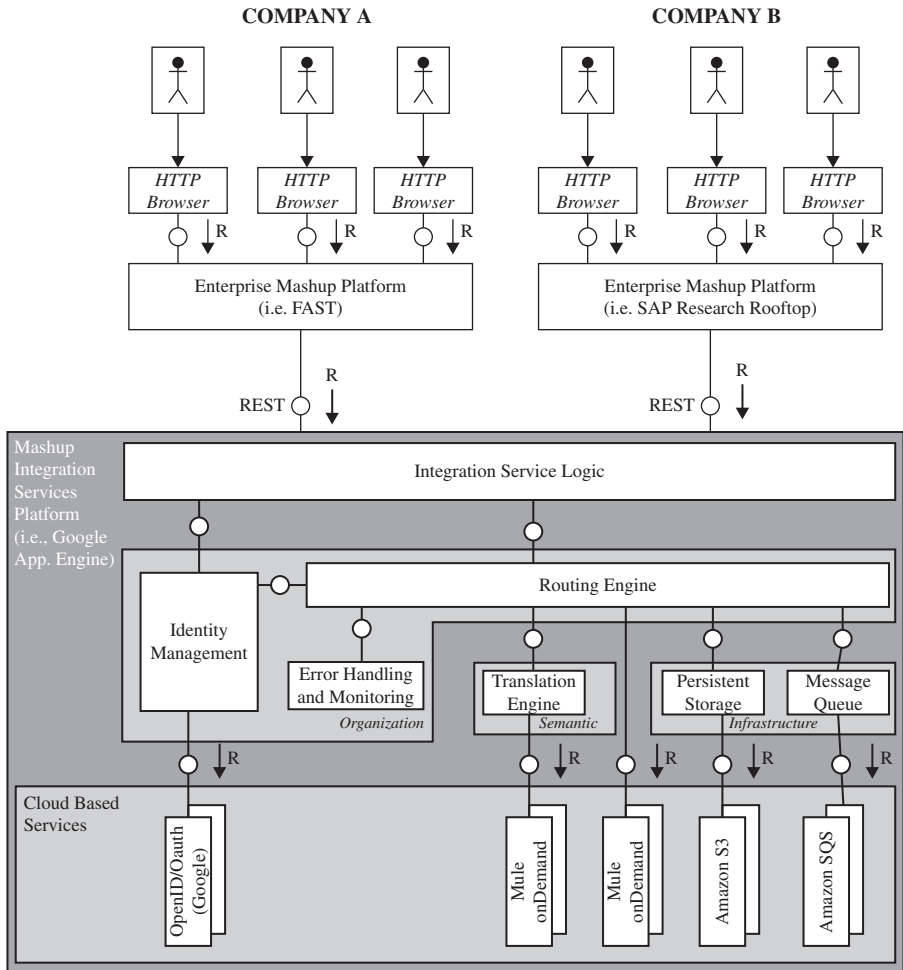 COMPANY A
COMPANY B
HTTP
Browser
HTTP
Browser
HTTP
Browser
HTTP
Browser
HTTP
Browser
HTTP
Browser
R
R
R
R
R
R
Enterprise Mashup Platform
(i.e. FAST)
Enterprise Mashup Platform
(i.e. SAP Research Rooftop)
R
REST
R
REST
Mashup
Integration
Services
Platform
(i.e., Google
App. Engine)
Integration Service Logic
Routing Engine
Identity
Management
Error Handling
and Monitoring
Organization
Translation
Engine
Semantic
Persistent
Storage
Message
Queue
Infrastructure
R
R
R
R
R
Cloud Based
Services
OpenID/Oauth
(Google)
Mule
onDemand
Mule
onDemand
Amazon S3
Amazon SQS